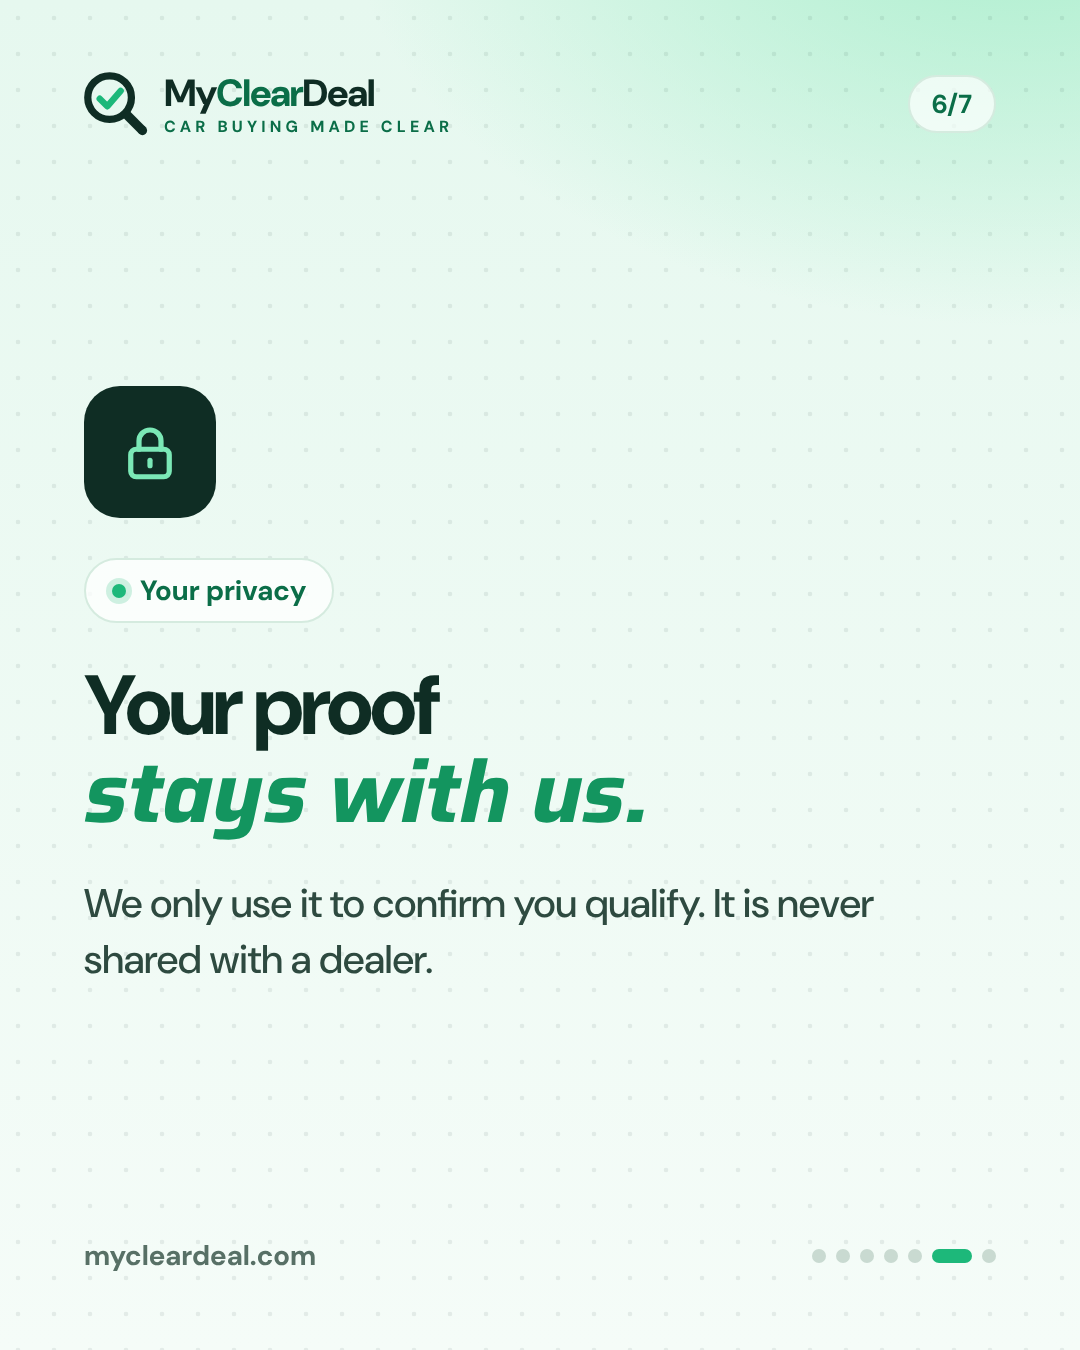 MyClearDeal
CAR BUYING MADE CLEAR
6/7
Your privacy
Your proof
stays with us.
We only use it to confirm you qualify. It is never
shared with a dealer.
mycleardeal.com